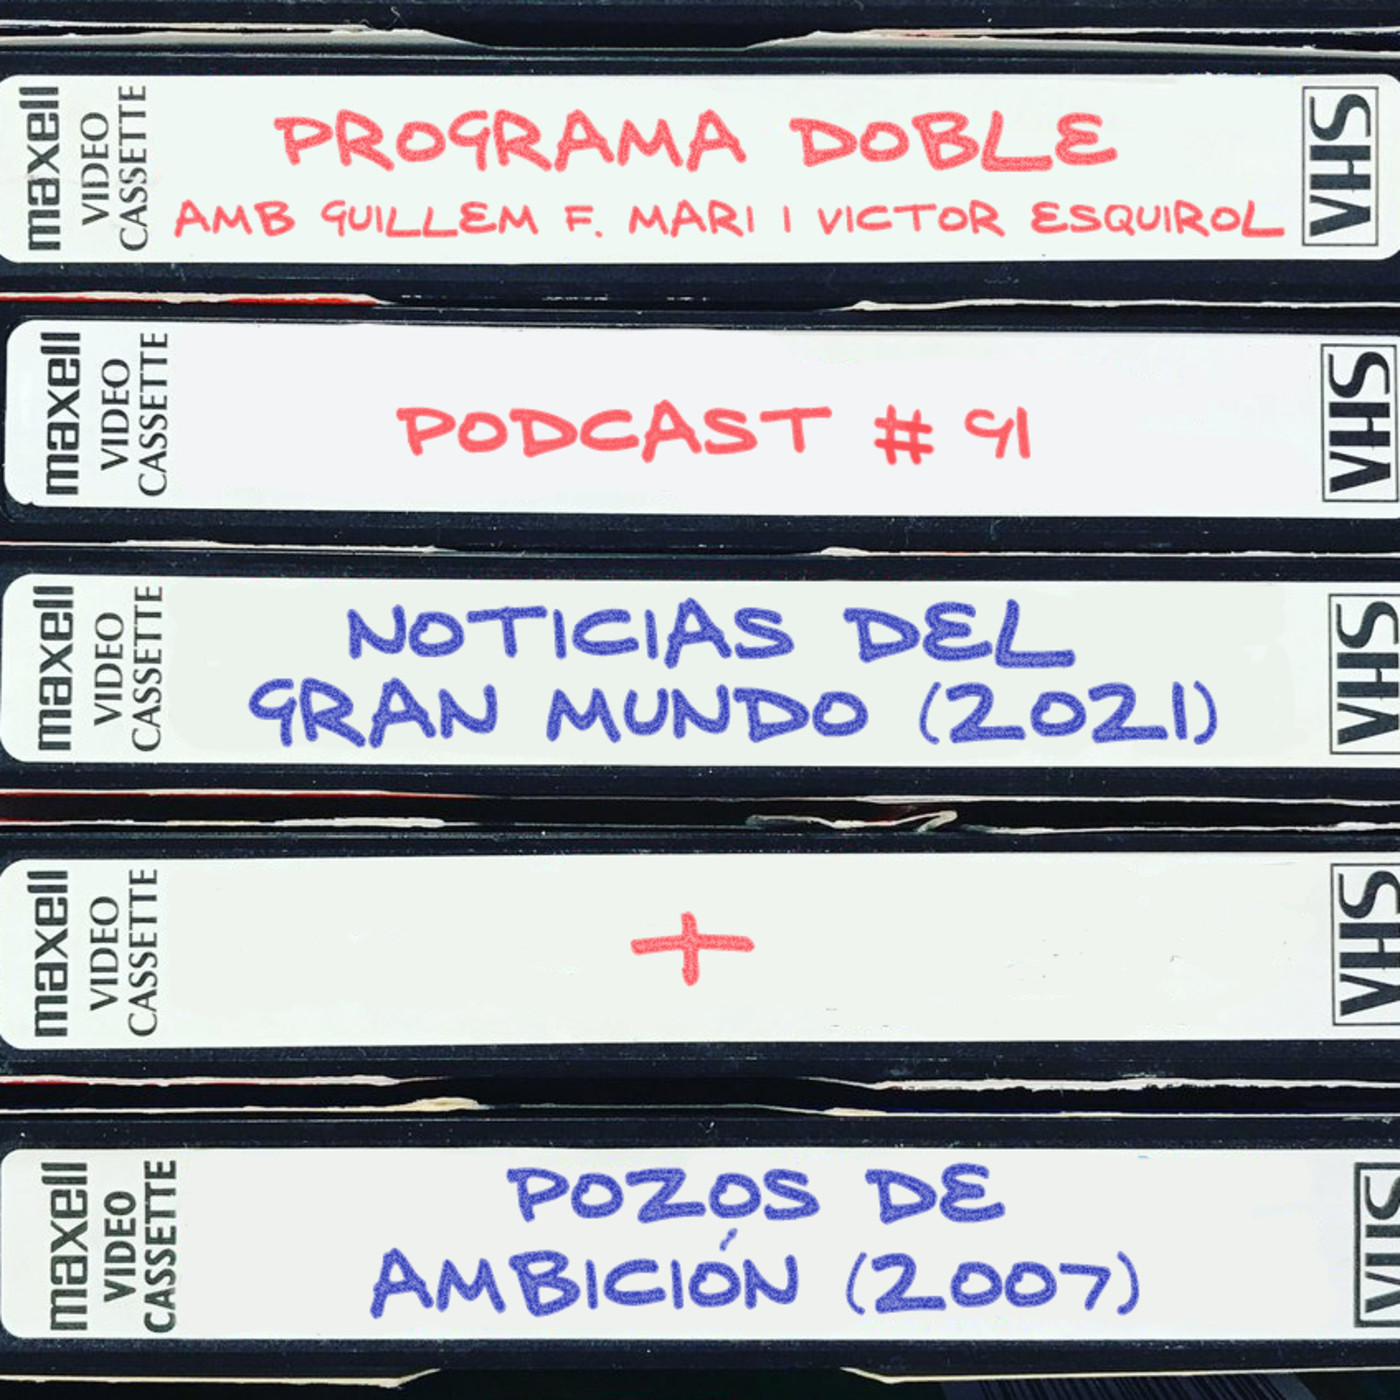 maxell
VIDEO
CASSETTE
PROGRAMA DOBLE
AMB GUILLEM F. MARI I VICTOR ESQUIROL
VHS
maxell
VIDEO
CASSETTE
PODCAST # 91
VHS
maxell
VIDEO
CASSETTE
NOTICIAS DEL
GRAN MUNDO (2021)
VHS
maxell
VIDEO
CASSETTE
+
VHS
maxell
VIDEO
CASSETTE
POZOS DE
AMBICIÓN (2007)
VHS